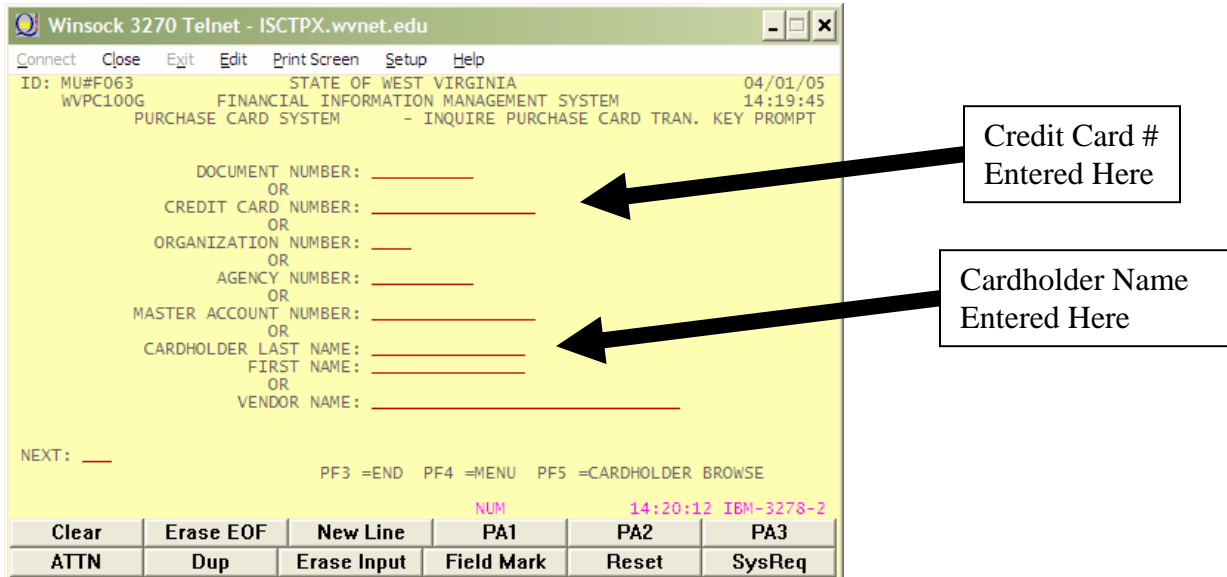 Winsock 3270 Telnet - ISCTPX.wvnet.edu
Connect Close Exit Edit Print Screen Setup Help
ID: MU#F063 STATE OF WEST VIRGINIA 04/01/05
WVPC100G FINANCIAL INFORMATION MANAGEMENT SYSTEM 14:19:45
PURCHASE CARD SYSTEM - INQUIRE PURCHASE CARD TRAN. KEY PROMPT
DOCUMENT NUMBER:
OR
CREDIT CARD NUMBER:
OR
ORGANIZATION NUMBER:
OR
AGENCY NUMBER:
OR
MASTER ACCOUNT NUMBER:
OR
CARDHOLDER LAST NAME:
FIRST NAME:
OR
VENDOR NAME:
NEXT:
PF3 =END PF4 =MENU PF5 =CARDHOLDER BROWSE
NUM 14:20:12 IBM-3278-2
Clear Erase EOF New Line PA1 PA2 PA3
ATTN Dup Erase Input Field Mark Reset SysReq
Credit Card #
Entered Here
Cardholder Name
Entered Here